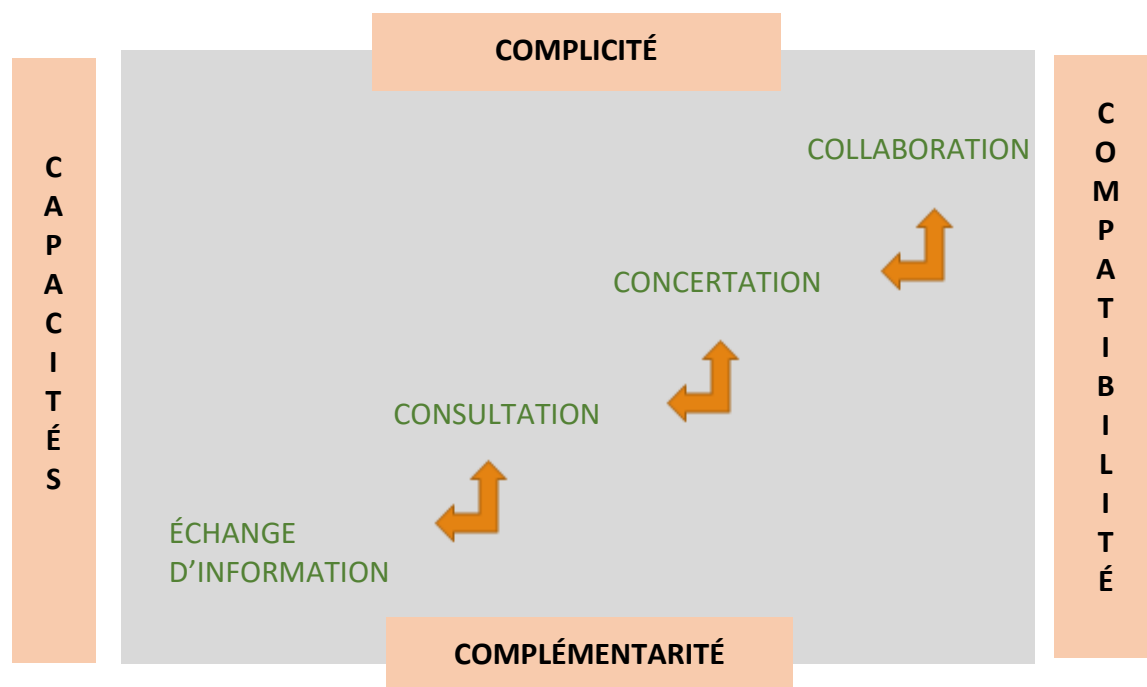 COMPLICITÉ
CAPACITÉS
COMPATIBILITÉ
COLLABORATION
CONCERTATION
CONSULTATION
ÉCHANGE
D’INFORMATION
COMPLÉMENTARITÉ